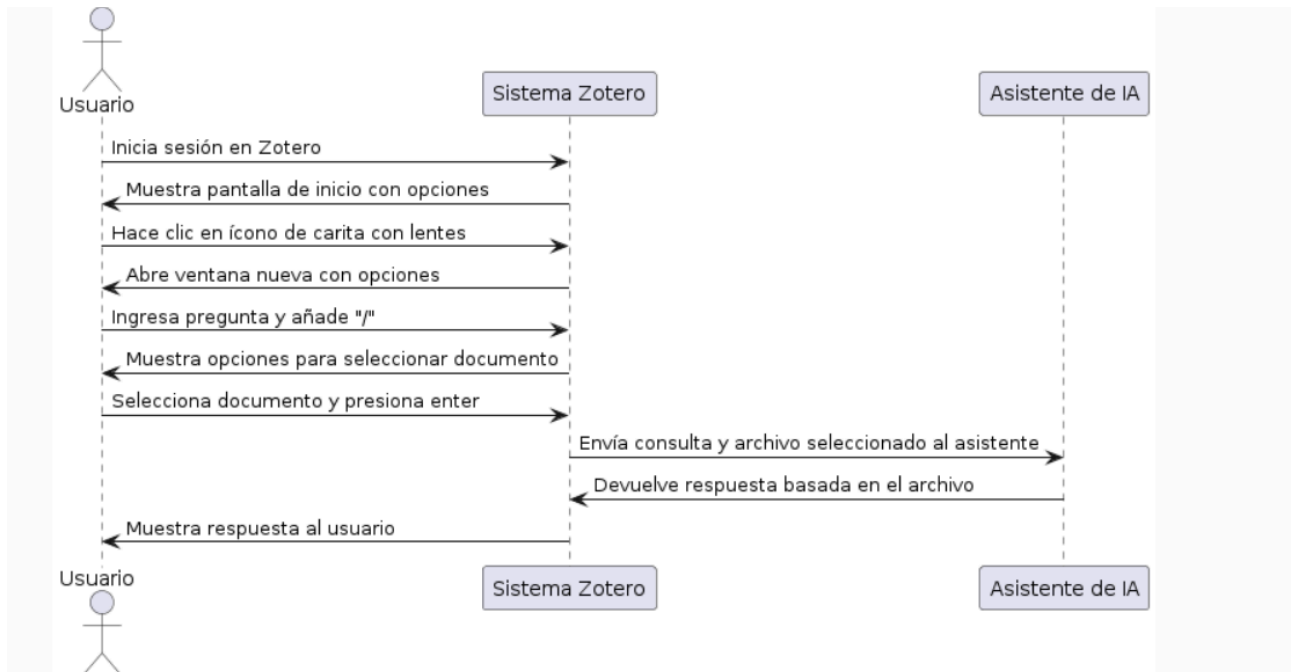 Usuario
Sistema Zotero
Asistente de IA
Inicia sesión en Zotero
Muestra pantalla de inicio con opciones
Hace clic en ícono de carita con lentes
Abre ventana nueva con opciones
Ingresa pregunta y añade "/"
Muestra opciones para seleccionar documento
Selecciona documento y presiona enter
Envía consulta y archivo seleccionado al asistente
Devuelve respuesta basada en el archivo
Muestra respuesta al usuario
Usuario
Sistema Zotero
Asistente de IA